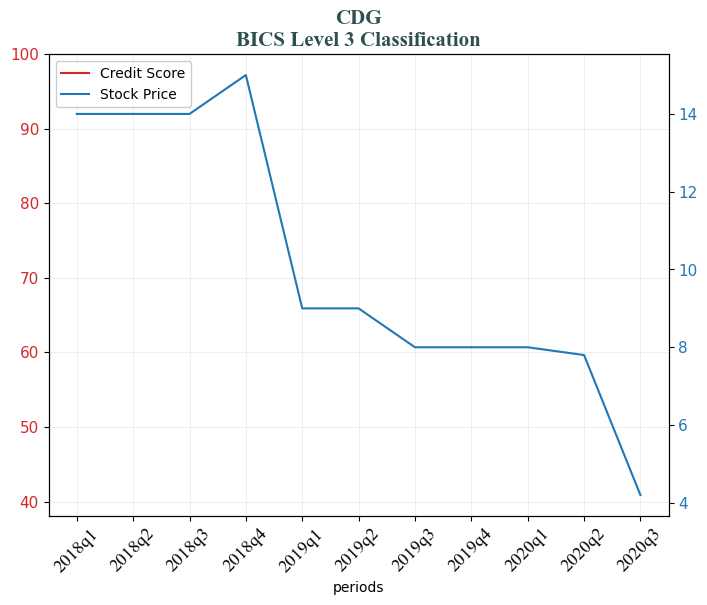 CDG
BICS Level 3 Classification
Credit Score
Stock Price
100
90
80
70
60
50
40
14
12
10
8
6
4
2018q1
2018q2
2018q3
2018q4
2019q1
2019q2
2019q3
2019q4
2020q1
2020q2
2020q3
periods